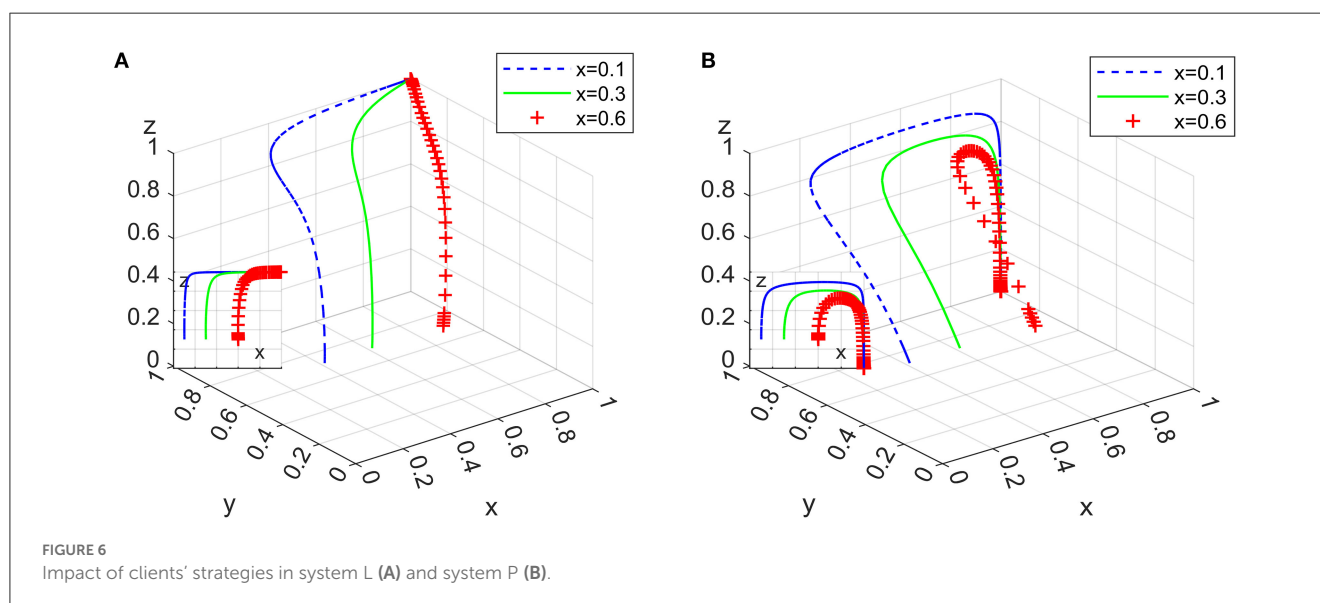 A
x=0.1
x=0.3
x=0.6
z
1
0.8
0.6
0.4
0.2
0
z
x
1
0.8
0.6
0.4
0.2
0
y
0
0.2
0.4
0.6
0.8
1
x
B
x=0.1
x=0.3
x=0.6
z
1
0.8
0.6
0.4
0.2
0
z
x
1
0.8
0.6
0.4
0.2
0
y
0
0.2
0.4
0.6
0.8
1
x
FIGURE 6
Impact of clients’ strategies in system L (A) and system P (B).